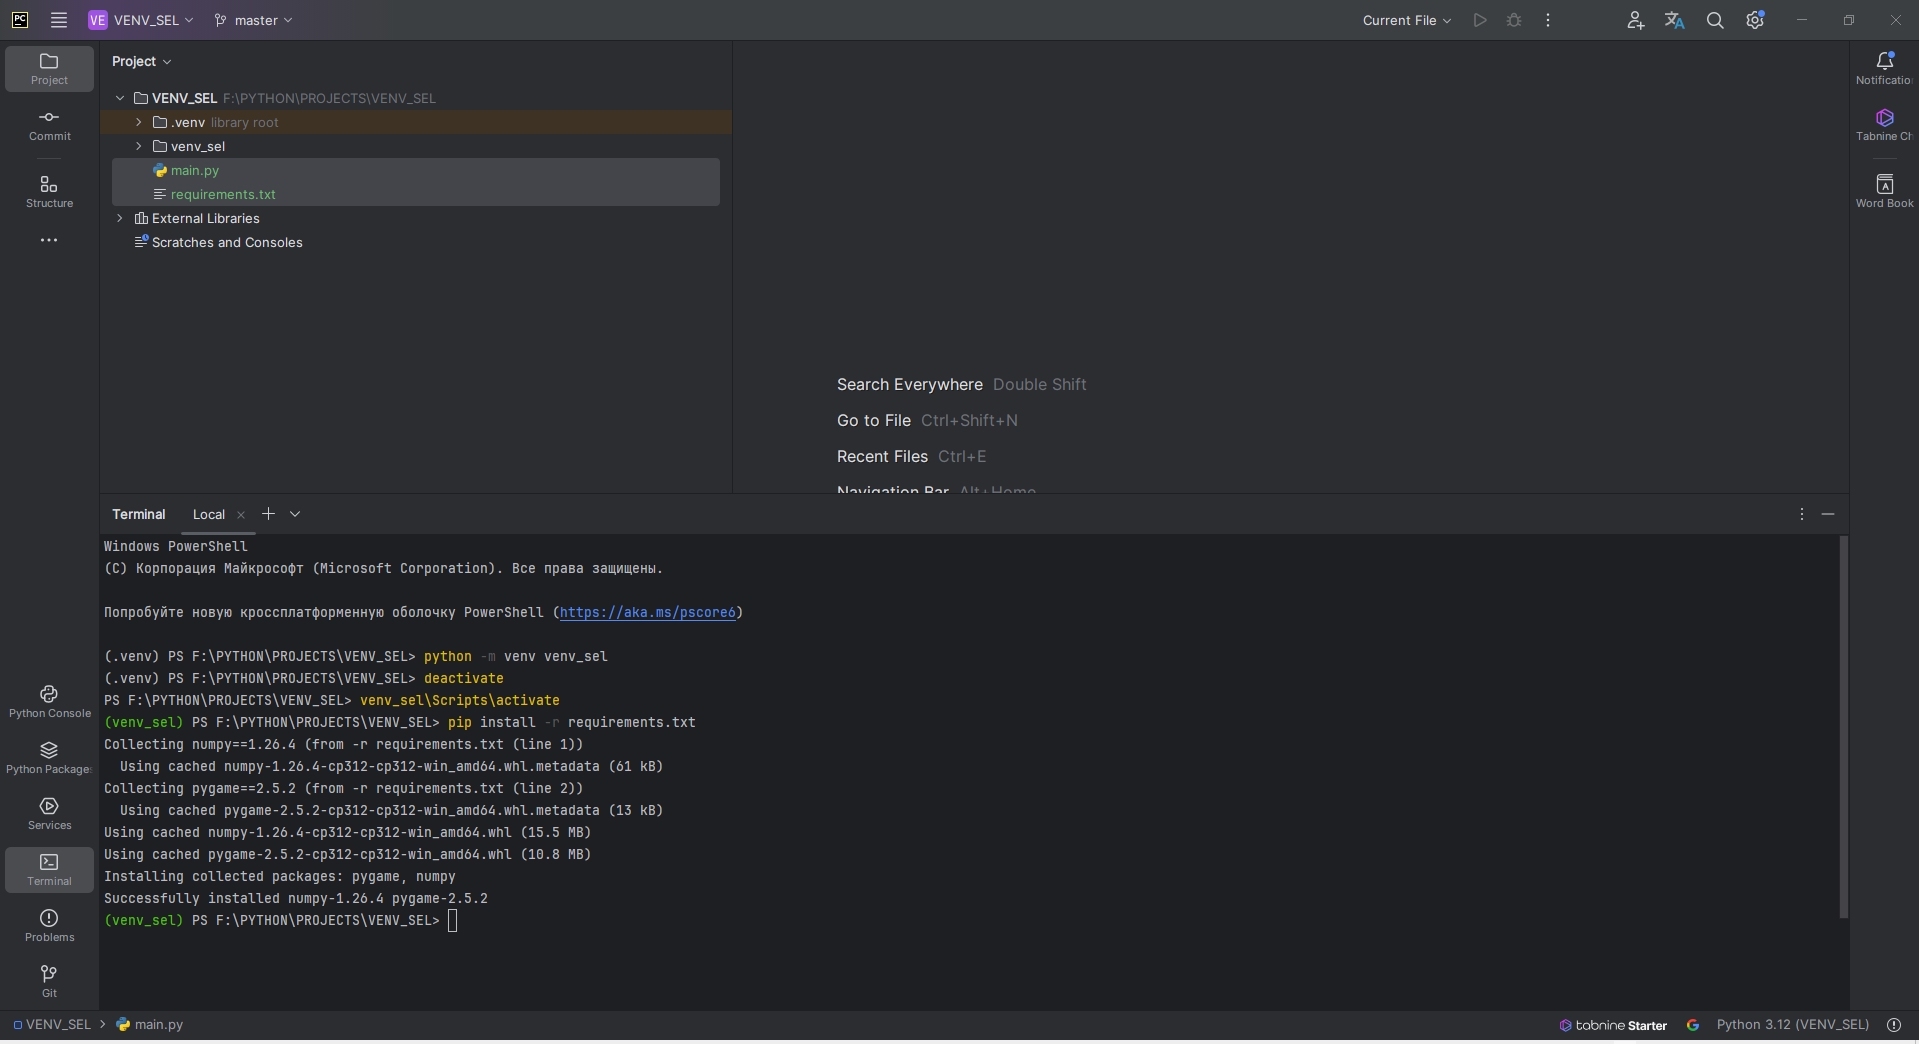 PC
VE VENV_SEL master
Current File
Project
Commit
Structure
Python Console
Python Package
Services
Terminal
Problems
Git
Project
VENV_SEL F:\PYTHON\PROJECTS\VENV_SEL
.venv library root
venv_sel
main.py
requirements.txt
External Libraries
Scratches and Consoles
Search Everywhere Double Shift
Go to File Ctrl+Shift+N
Recent Files Ctrl+E
Navigation Bar Alt+Home
Notificatio
Tabnine Ch
Word Book
Terminal Local
Windows PowerShell
(C) Корпорация Майкрософт (Microsoft Corporation). Все права защищены.
Попробуйте новую кроссплатформенную оболочку PowerShell (https://aka.ms/pscore6)
(.venv) PS F:\PYTHON\PROJECTS\VENV_SEL> python -m venv venv_sel
(.venv) PS F:\PYTHON\PROJECTS\VENV_SEL> deactivate
PS F:\PYTHON\PROJECTS\VENV_SEL> venv_sel\Scripts\activate
(venv_sel) PS F:\PYTHON\PROJECTS\VENV_SEL> pip install -r requirements.txt
Collecting numpy==1.26.4 (from -r requirements.txt (line 1))
Using cached numpy-1.26.4-cp312-cp312-win_amd64.whl.metadata (61 kB)
Collecting pygame==2.5.2 (from -r requirements.txt (line 2))
Using cached pygame-2.5.2-cp312-cp312-win_amd64.whl.metadata (13 kB)
Using cached numpy-1.26.4-cp312-cp312-win_amd64.whl (15.5 MB)
Using cached pygame-2.5.2-cp312-cp312-win_amd64.whl (10.8 MB)
Installing collected packages: pygame, numpy
Successfully installed numpy-1.26.4 pygame-2.5.2
(venv_sel) PS F:\PYTHON\PROJECTS\VENV_SEL>
VENV_SEL > main.py
tabnine Starter
Python 3.12 (VENV_SEL)